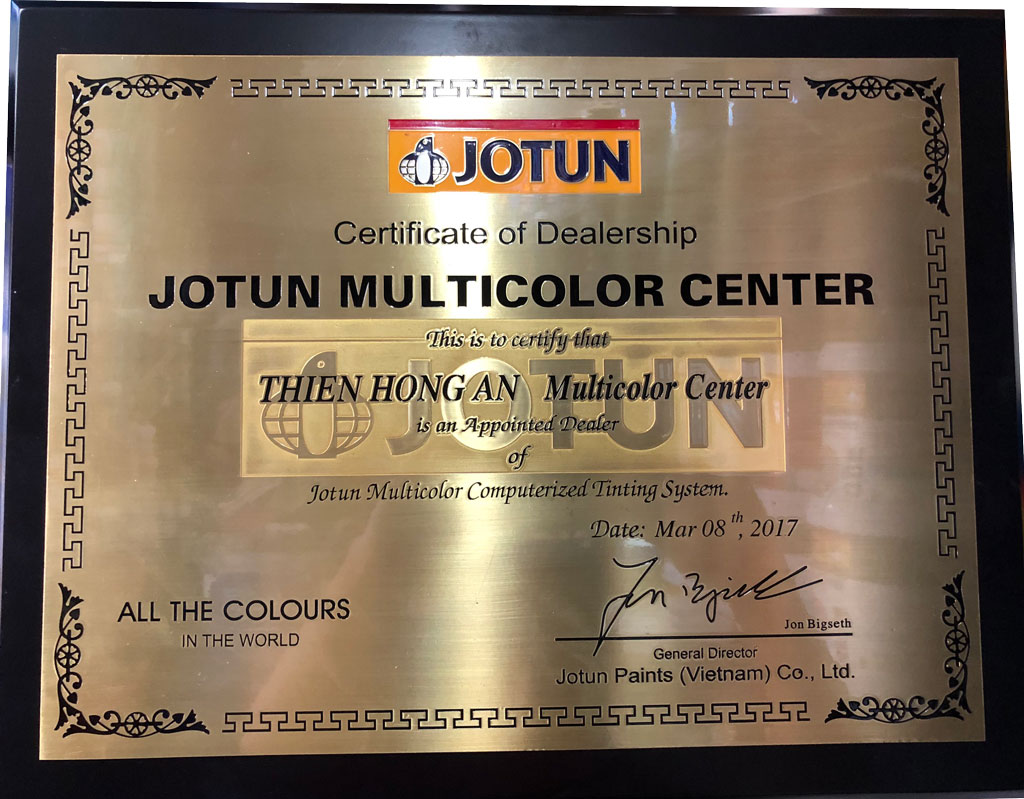 JOTUN
Certificate of Dealership
JOTUN MULTICOLOR CENTER
JOTUN
This is to certify that
THIEN HONG AN Multicolor Center
is an Appointed Dealer
of
Jotun Multicolor Computerized Tinting System.
Date: Mar 08th, 2017
Jon Bigseth
ALL THE COLOURS
IN THE WORLD
General Director
Jotun Paints (Vietnam) Co., Ltd.